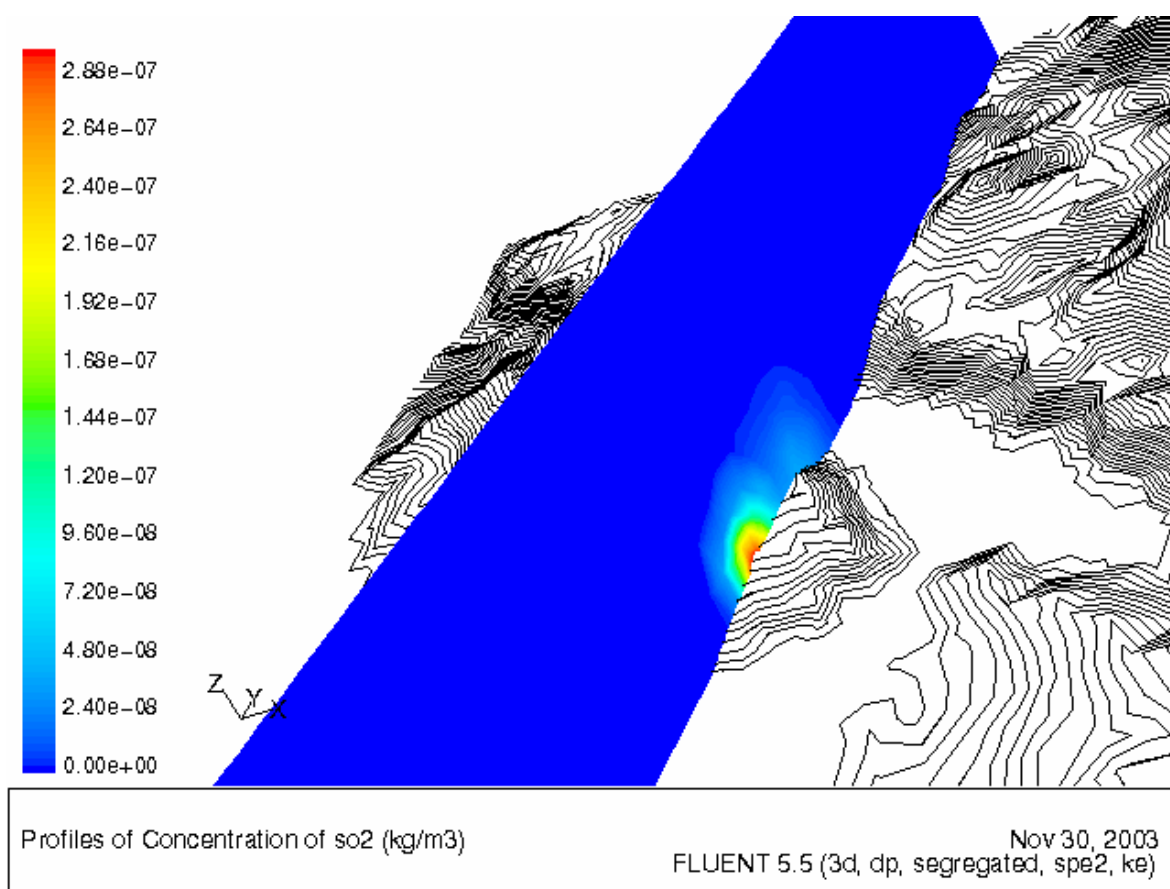 2.88e-07
2.64e-07
2.40e-07
2.16e-07
1.92e-07
1.68e-07
1.44e-07
1.20e-07
9.60e-08
7.20e-08
4.80e-08
2.40e-08
0.00e+00
Z Y X
Profiles of Concentration of so2 (kg/m3)
Nov 30, 2003
FLUENT 5.5 (3d, dp, segregated, spe2, ke)